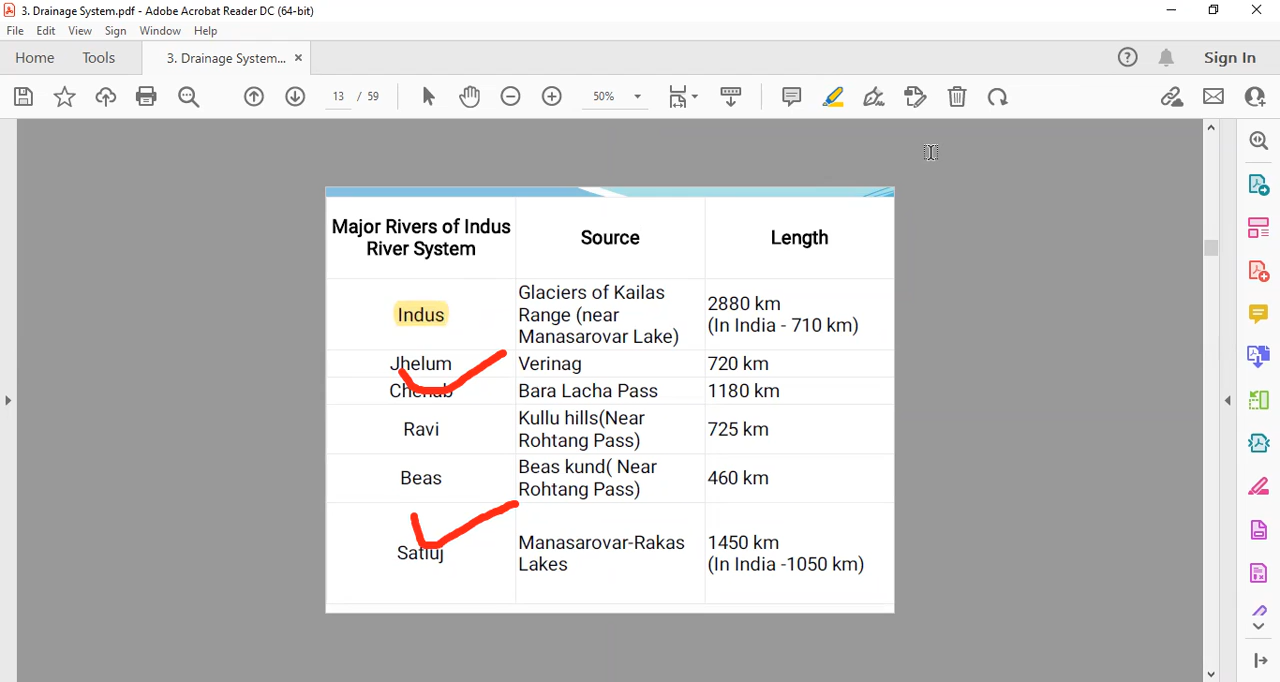 3. Drainage System.pdf - Adobe Acrobat Reader DC (64-bit)
File Edit View Sign Window Help
Home Tools 3. Drainage System... × Sign In
13 / 59 50%
Major Rivers of Indus
River System
Source
Length
Indus
Glaciers of Kailas
Range (near
Manasarovar Lake)
2880 km
(In India - 710 km)
Jhelum
Verinag
720 km
Chenab
Bara Lacha Pass
1180 km
Ravi
Kullu hills(Near
Rohtang Pass)
725 km
Beas
Beas kund( Near
Rohtang Pass)
460 km
Satluj
Manasarovar-Rakas
Lakes
1450 km
(In India -1050 km)